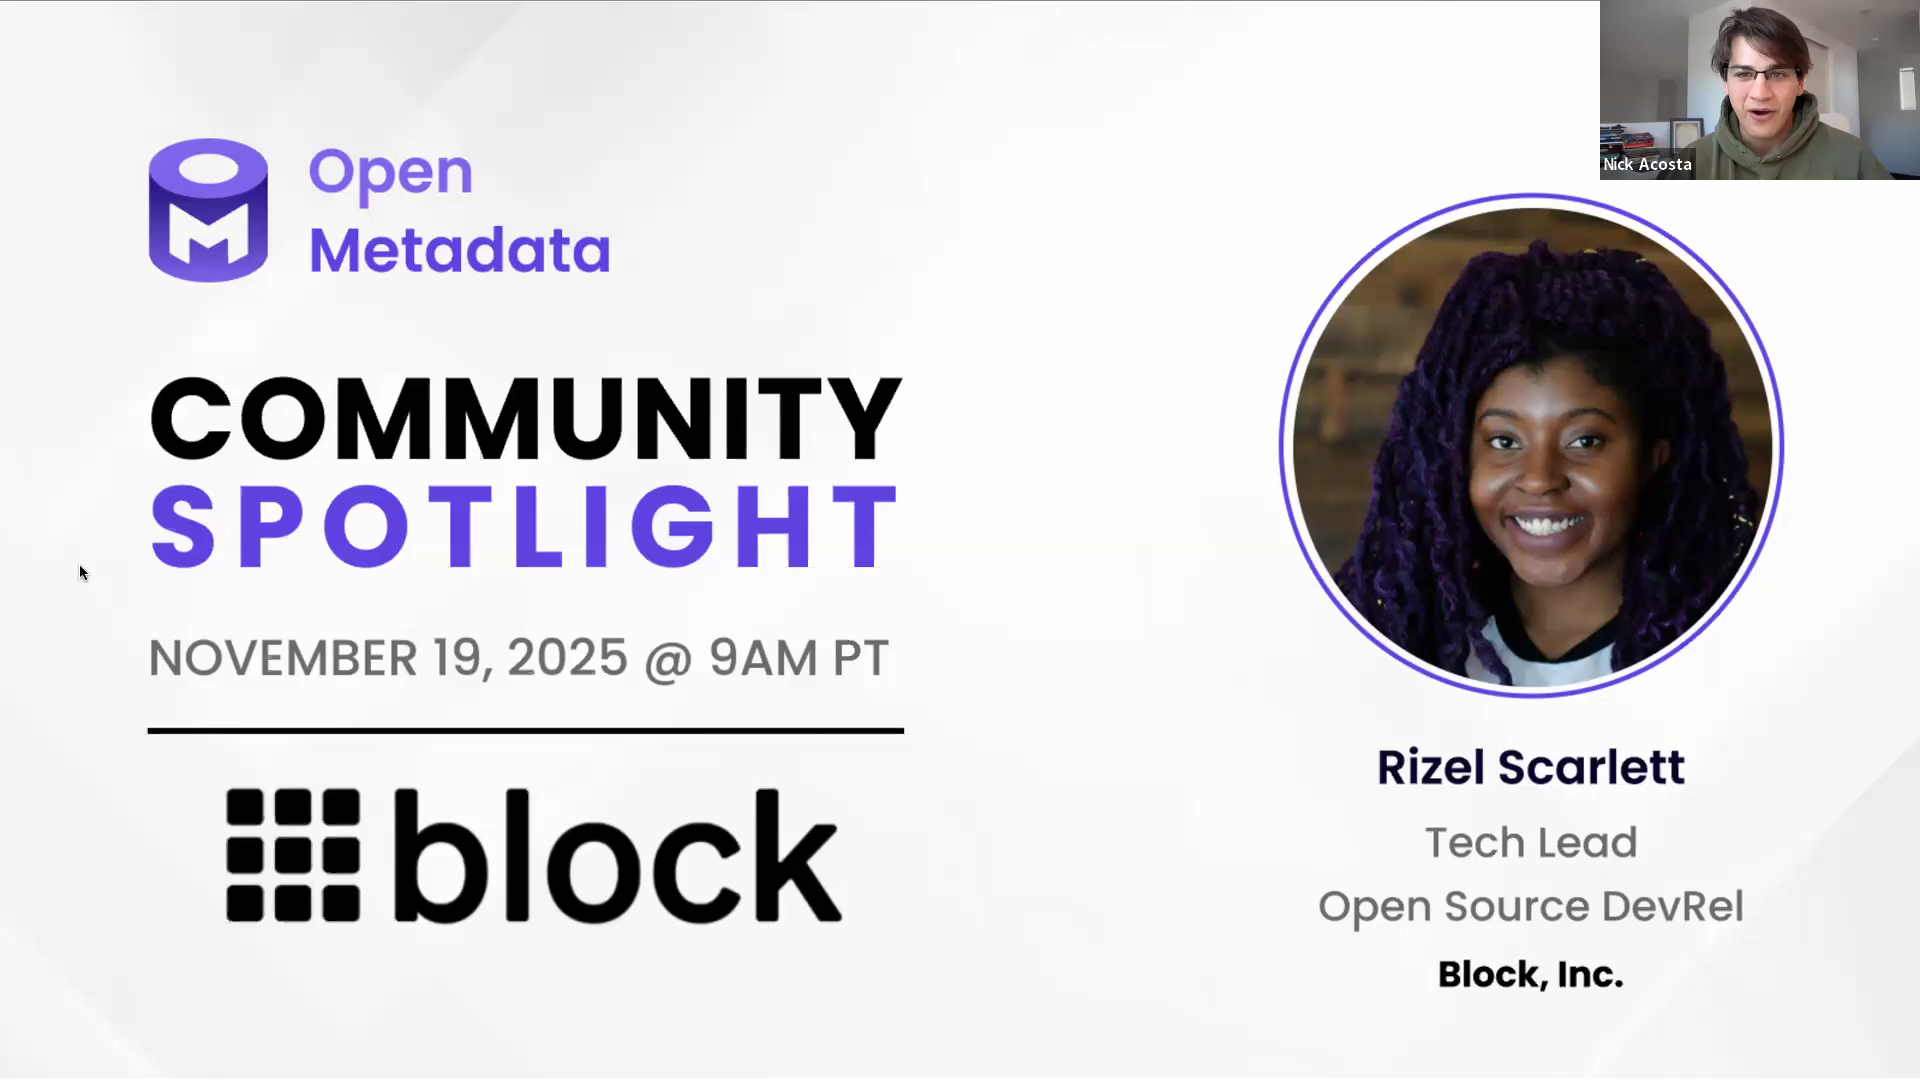 Open
Metadata
COMMUNITY
SPOTLIGHT
NOVEMBER 19, 2025 @ 9AM PT
block
Nick Acosta
Rizel Scarlett
Tech Lead
Open Source DevRel
Block, Inc.